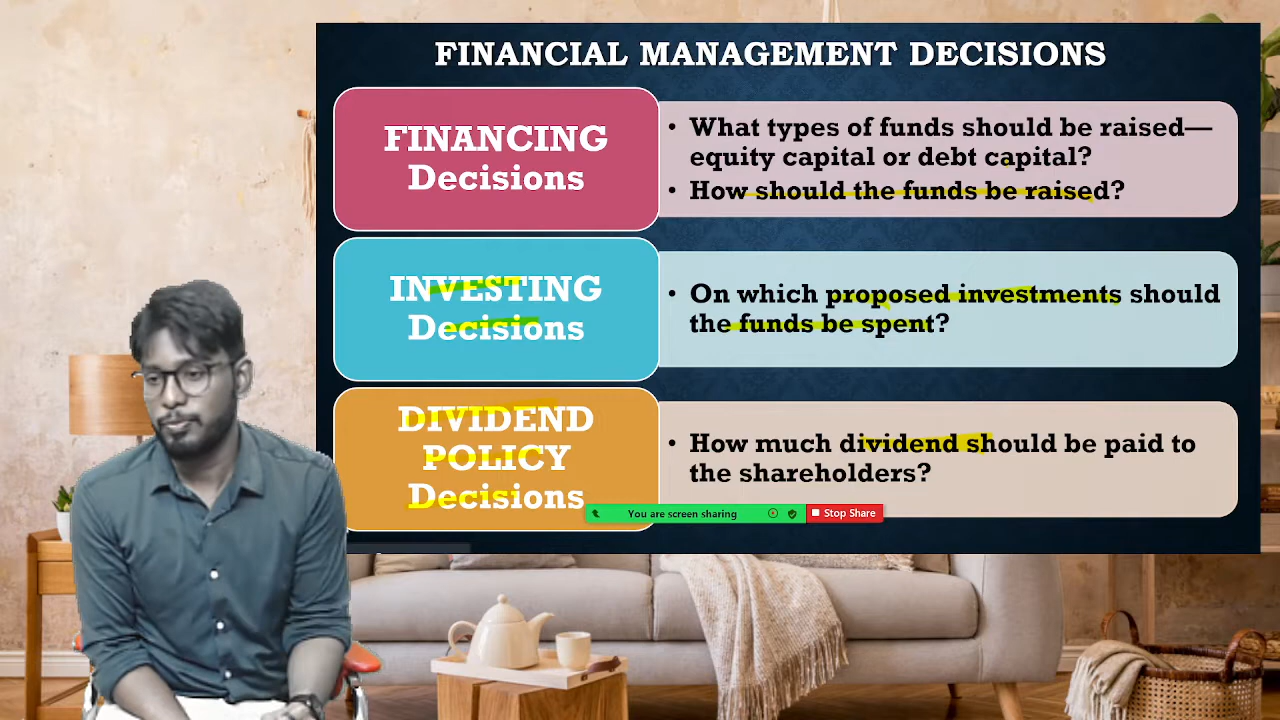 FINANCIAL MANAGEMENT DECISIONS
FINANCING
Decisions
• What types of funds should be raised—
equity capital or debt capital?
• How should the funds be raised?
INVESTING
Decisions
• On which proposed investments should
the funds be spent?
DIVIDEND
POLICY
Decisions
• How much dividend should be paid to
the shareholders?
You are screen sharing
Stop Share